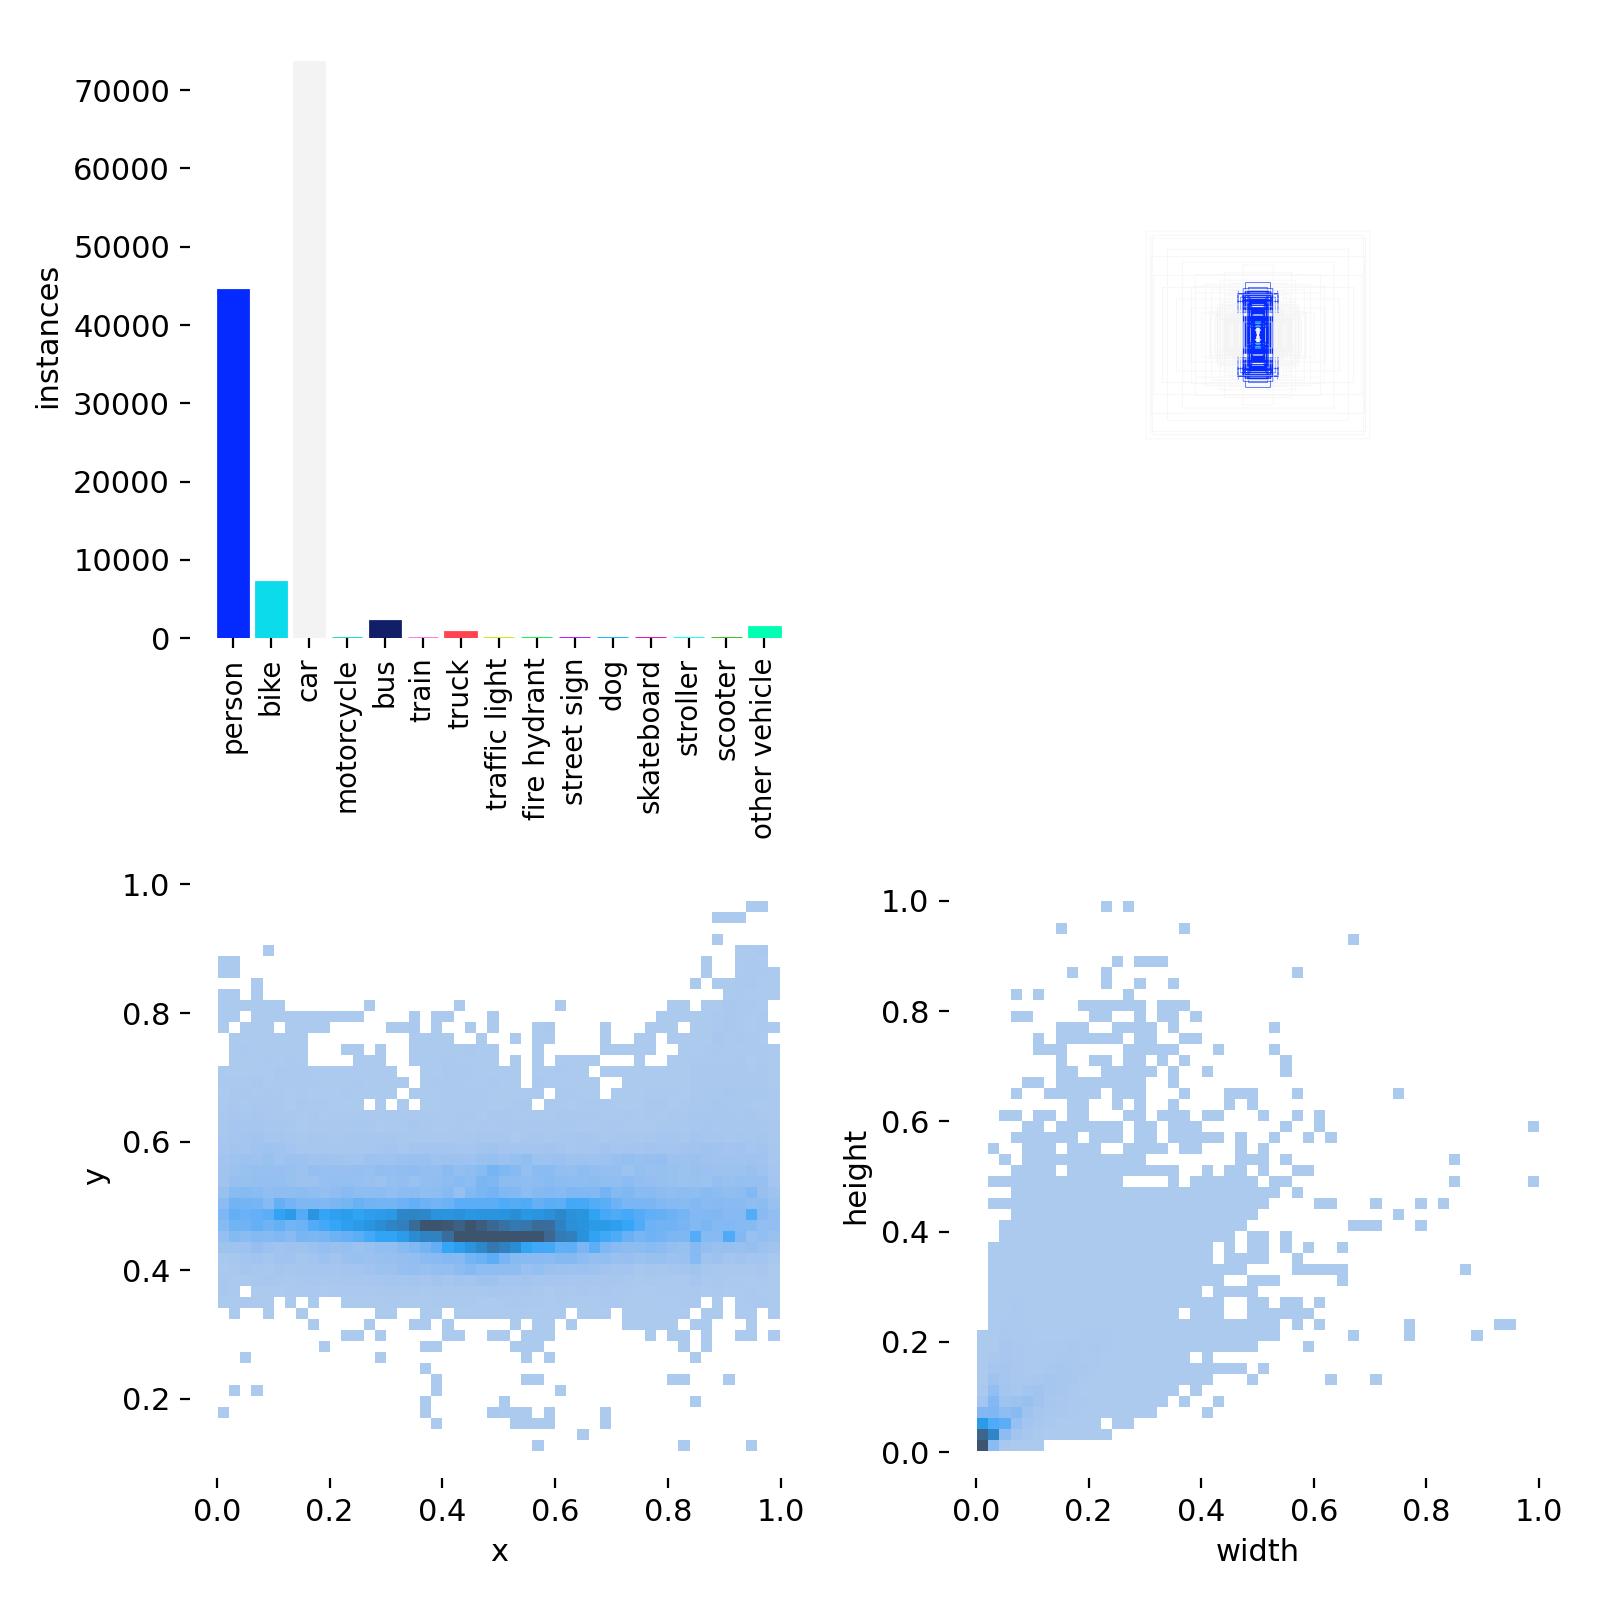 70000
60000
50000
40000
30000
20000
10000
0
instances
person
bike
car
motorcycle
bus
train
truck
traffic light
fire hydrant
street sign
dog
skateboard
stroller
scooter
other vehicle
1.0
0.8
0.6
0.4
0.2
y
0.0 0.2 0.4 0.6 0.8 1.0
x
1.0
0.8
0.6
0.4
0.2
0.0
height
0.0 0.2 0.4 0.6 0.8 1.0
width